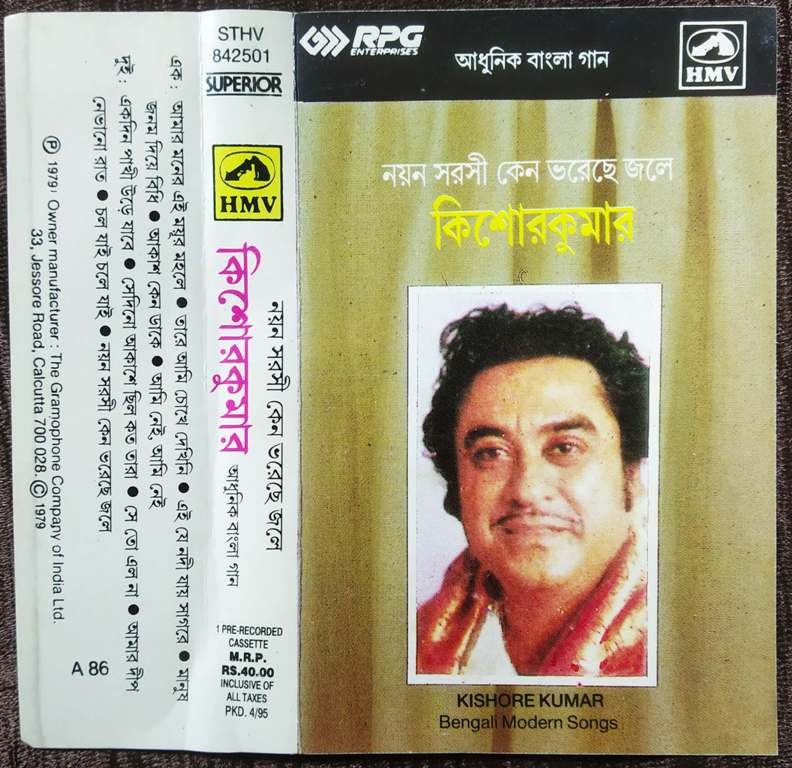 STHV
842501
SUPERIOR
HMV
কিশোরকুমার
নয়ন সরসী কেন ভরেছে জলে
আধুনিক বাংলা গান
1 PRE-RECORDED
CASSETTE
M.R.P.
RS.40.00
INCLUSIVE OF
ALL TAXES
PKD. 4/95
RPG
ENTERPRISES
আধুনিক বাংলা গান
HMV
নয়ন সরসী কেন ভরেছে জলে
কিশোরকুমার
KISHORE KUMAR
Bengali Modern Songs
এক : আমার মনের এই ময়ূর মহলে ● তারে আমি চোখে দেখিনি ● এই যে নদী যায় সাগরে ● মানুষ
জনম দিয়ে বিধি ● আকাশ কেন ডাকে ● আমি নেই, আমি নেই
দুই : একদিন পাখী উড়ে যাবে ● সেদিনো আকাশে ছিল কত তারা ● সে তো এল না ● আমার দীপ
নেভানো রাত ● চল যাই চলে যাই ● নয়ন সরসী কেন ভরেছে জলে
Ⓟ 1979, Owner manufacturer : The Gramophone Company of India Ltd.
33, Jessore Road, Calcutta 700 028. © 1979
A 86